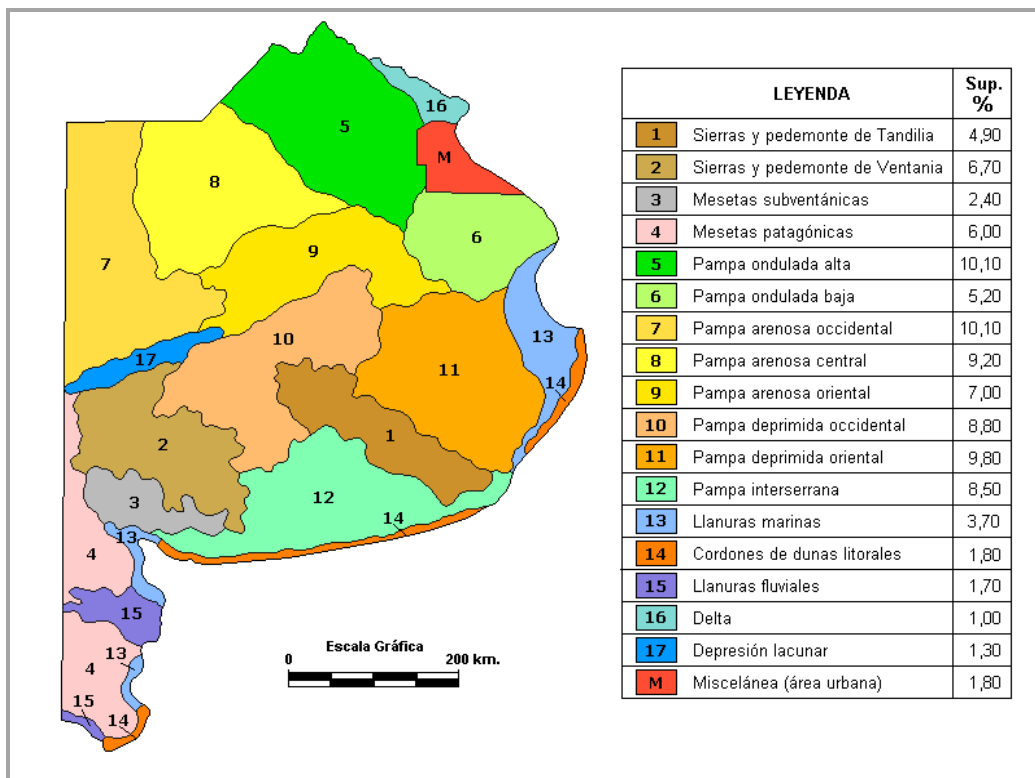 16
5
M
8
6
9
7
13
10
17
14
11
1
2
12
3
14
13
4
15
13
4
15
14
Escala Gráfica
0 200 km.
LEYENDA Sup. %
1 Sierras y pedemonte de Tandilia 4,90
2 Sierras y pedemonte de Ventania 6,70
3 Mesetas subventánicas 2,40
4 Mesetas patagónicas 6,00
5 Pampa ondulada alta 10,10
6 Pampa ondulada baja 5,20
7 Pampa arenosa occidental 10,10
8 Pampa arenosa central 9,20
9 Pampa arenosa oriental 7,00
10 Pampa deprimida occidental 8,80
11 Pampa deprimida oriental 9,80
12 Pampa interserrana 8,50
13 Llanuras marinas 3,70
14 Cordones de dunas litorales 1,80
15 Llanuras fluviales 1,70
16 Delta 1,00
17 Depresión lacunar 1,30
M Miscelánea (área urbana) 1,80